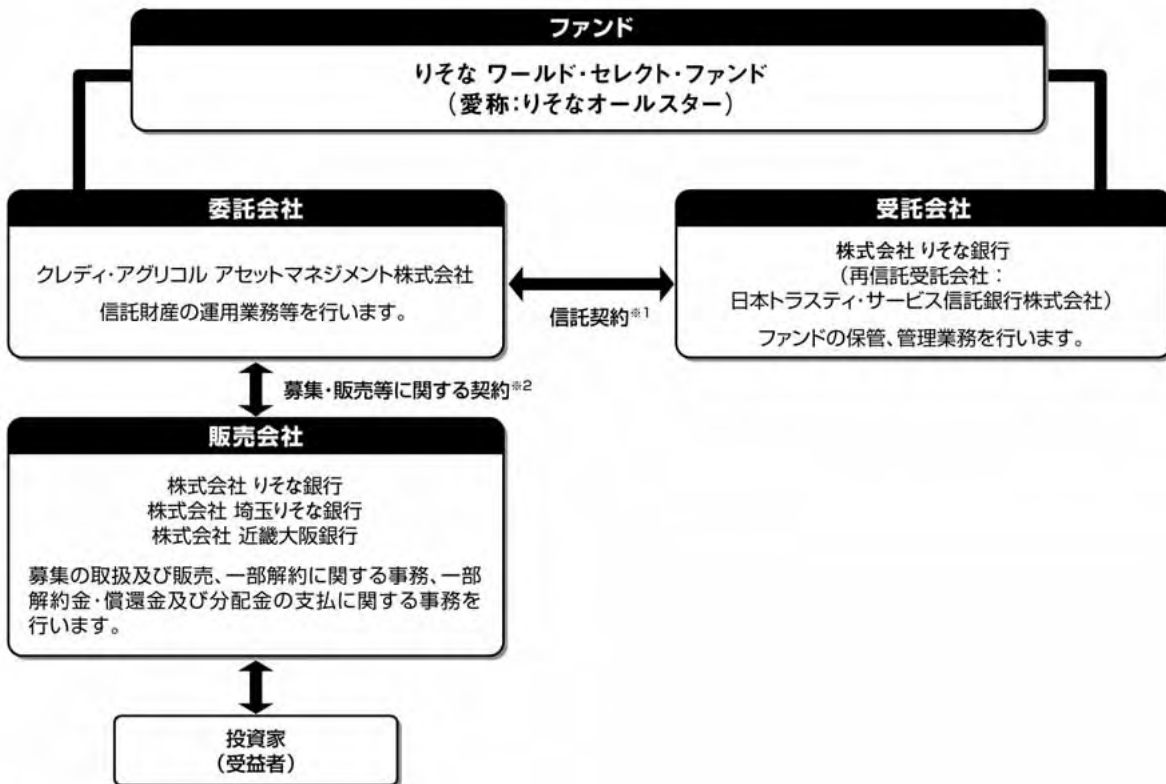 ファンド
りそな ワールド・セレクト・ファンド
(愛称:りそなオールスター)
委託会社
クレディ・アグリコル アセットマネジメント株式会社
信託財産の運用業務等を行います。
信託契約※1
受託会社
株式会社 りそな銀行
(再信託受託会社:
日本トラスティ・サービス信託銀行株式会社)
ファンドの保管、管理業務を行います。
募集・販売等に関する契約※2
販売会社
株式会社 りそな銀行
株式会社 埼玉りそな銀行
株式会社 近畿大阪銀行
募集の取扱及び販売、一部解約に関する事務、一部
解約金・償還金及び分配金の支払に関する事務を
行います。
投資家
(受益者)